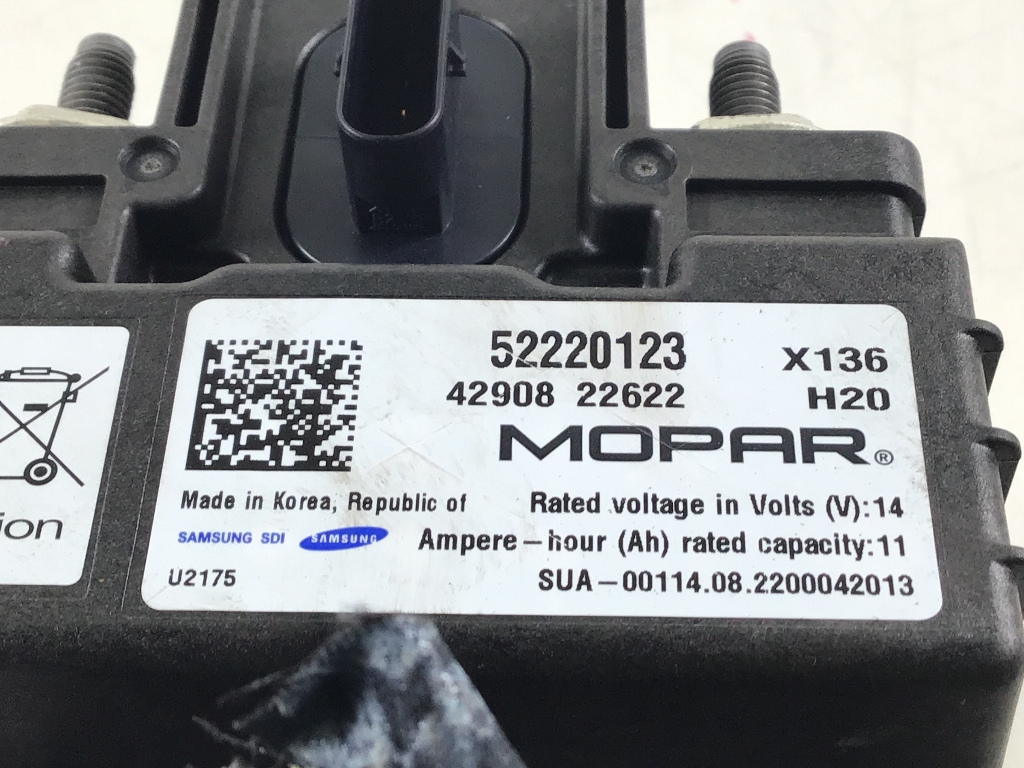 52220123 X136
42908 22622 H20
MOPAR®
Made in Korea, Republic of Rated voltage in Volts (V):14
SAMSUNG SDI SAMSUNG Ampere-hour (Ah) rated capacity:11
U2175 SUA-00114.08.2200042013